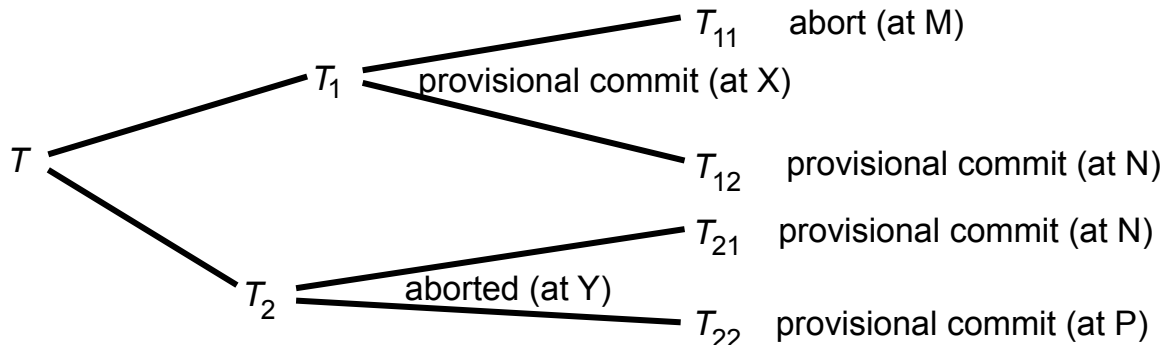 T11 abort (at M)
T1 provisional commit (at X)
T T12 provisional commit (at N)
T21 provisional commit (at N)
T2 aborted (at Y)
T22 provisional commit (at P)